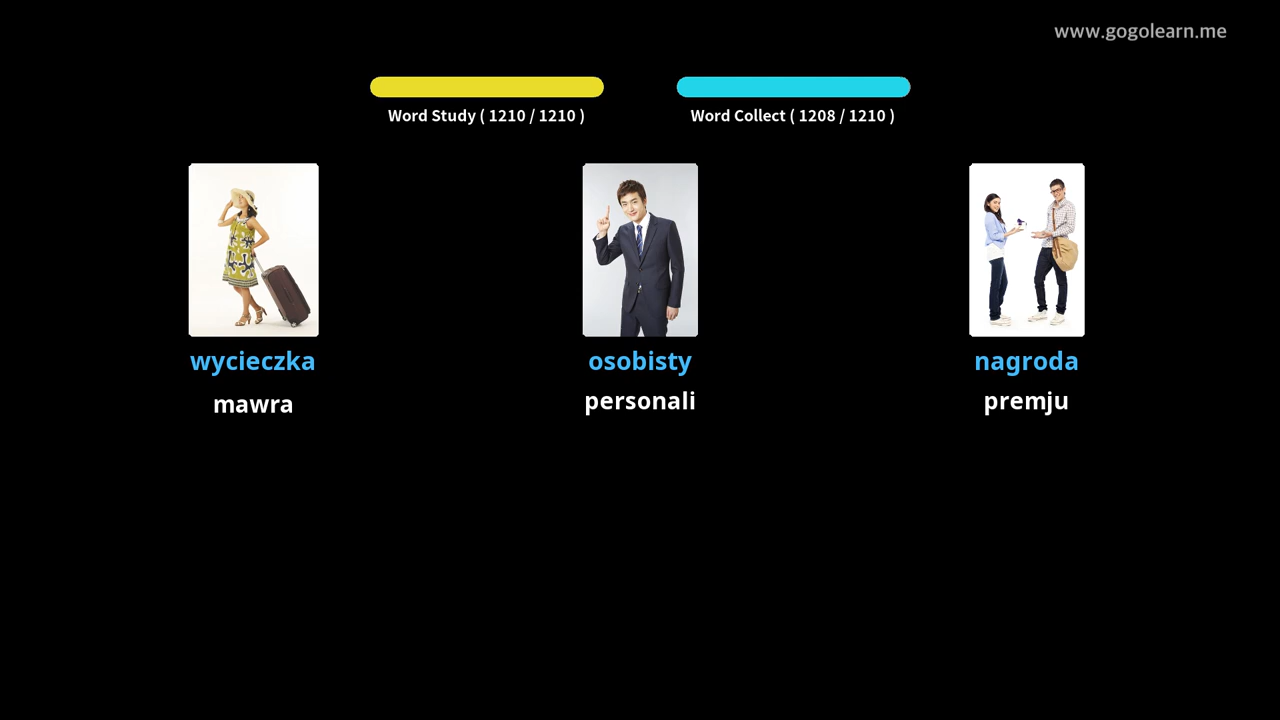 www.gogolearn.me
Word Study ( 1210 / 1210 )
Word Collect ( 1208 / 1210 )
wycieczka
mawra
osobisty
personali
nagroda
premju